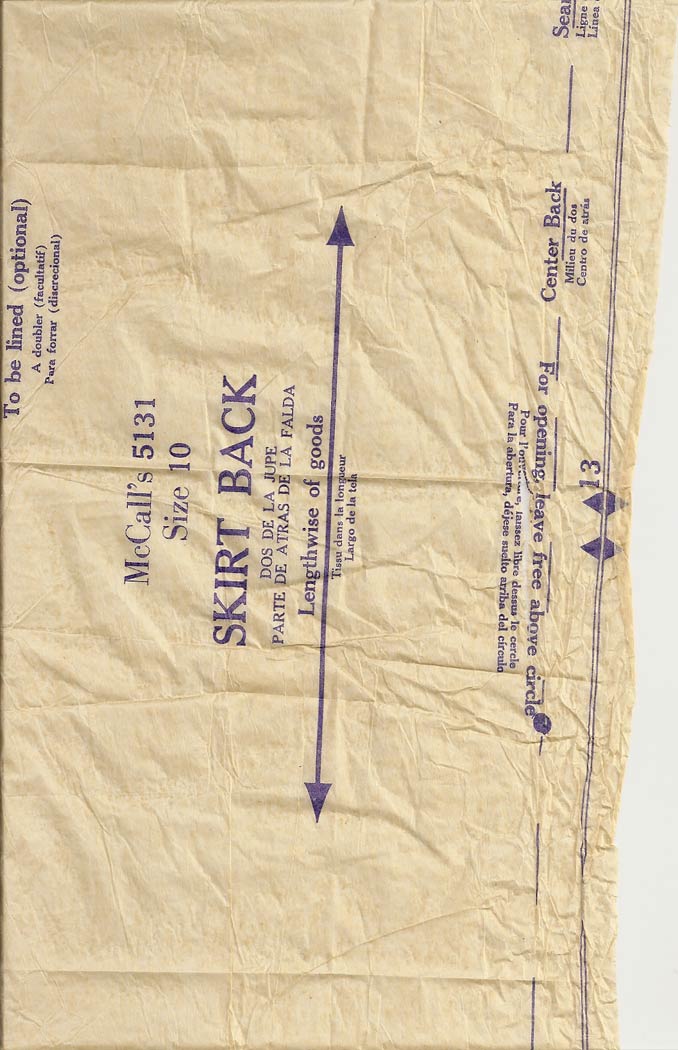 To be lined (optional)
A doubler (facultatif)
Para forrar (discrecional)
McCall's 5131
Size 10
SKIRT BACK
DOS DE LA JUPE
PARTE DE ATRÁS DE LA FALDA
Lengthwise of goods
Tissu dans la longueur
Largo de la tela
For opening, leave free above circle
Pour l'ouverture, laissez libre dessus le cercle
Para la abertura, déjese suelto arriba del círculo
Center Back
Milieu du dos
Centro de atrás
13
Ligne
Línea